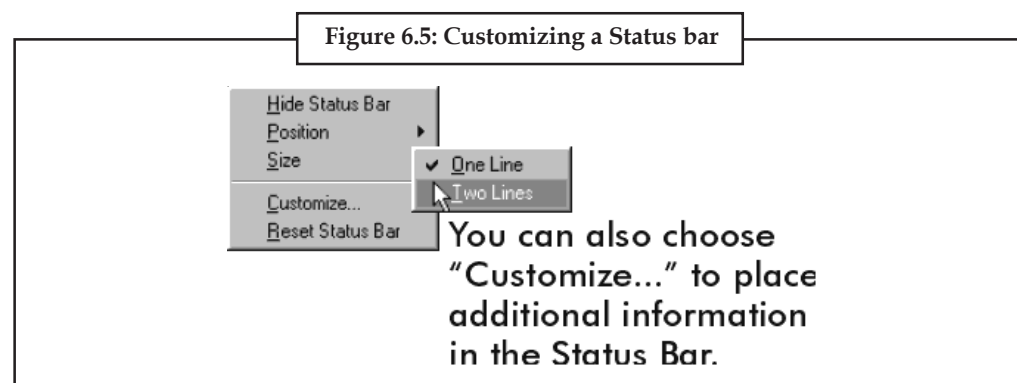 Figure 6.5: Customizing a Status bar
Hide Status Bar
Position
Size
One Line
Two Lines
Customize...
Reset Status Bar
You can also choose
"Customize..." to place
additional information
in the Status Bar.